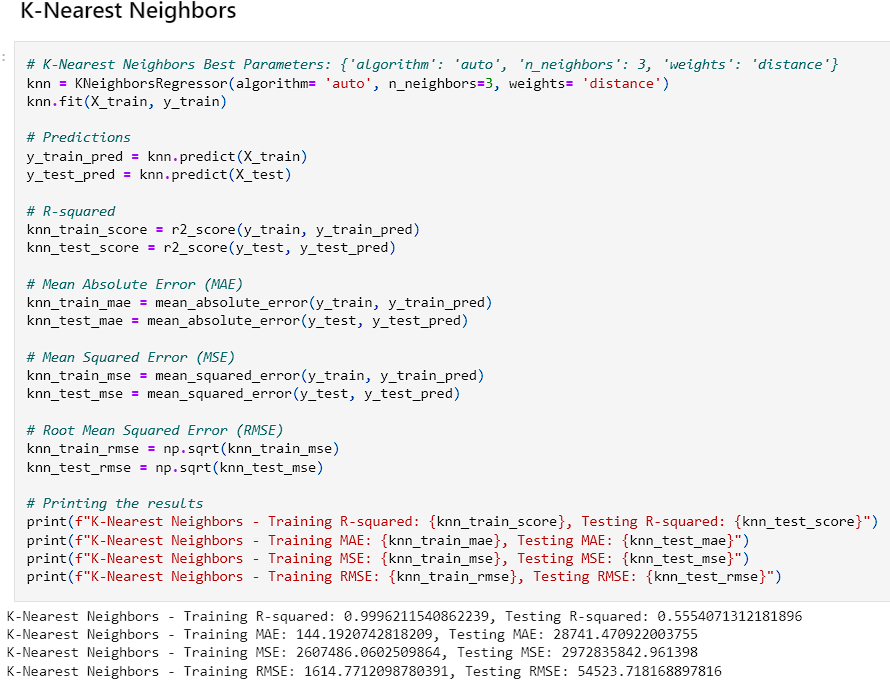 K-Nearest Neighbors
# K-Nearest Neighbors Best Parameters: {'algorithm': 'auto', 'n_neighbors': 3, 'weights': 'distance'}
knn = KNeighborsRegressor(algorithm= 'auto', n_neighbors=3, weights= 'distance')
knn.fit(X_train, y_train)
# Predictions
y_train_pred = knn.predict(X_train)
y_test_pred = knn.predict(X_test)
# R-squared
knn_train_score = r2_score(y_train, y_train_pred)
knn_test_score = r2_score(y_test, y_test_pred)
# Mean Absolute Error (MAE)
knn_train_mae = mean_absolute_error(y_train, y_train_pred)
knn_test_mae = mean_absolute_error(y_test, y_test_pred)
# Mean Squared Error (MSE)
knn_train_mse = mean_squared_error(y_train, y_train_pred)
knn_test_mse = mean_squared_error(y_test, y_test_pred)
# Root Mean Squared Error (RMSE)
knn_train_rmse = np.sqrt(knn_train_mse)
knn_test_rmse = np.sqrt(knn_test_mse)
# Printing the results
print(f"K-Nearest Neighbors - Training R-squared: {knn_train_score}, Testing R-squared: {knn_test_score}")
print(f"K-Nearest Neighbors - Training MAE: {knn_train_mae}, Testing MAE: {knn_test_mae}")
print(f"K-Nearest Neighbors - Training MSE: {knn_train_mse}, Testing MSE: {knn_test_mse}")
print(f"K-Nearest Neighbors - Training RMSE: {knn_train_rmse}, Testing RMSE: {knn_test_rmse}")
K-Nearest Neighbors - Training R-squared: 0.9996211540862239, Testing R-squared: 0.5554071312181896
K-Nearest Neighbors - Training MAE: 144.1920742818209, Testing MAE: 28741.470922003755
K-Nearest Neighbors - Training MSE: 2607486.0602509864, Testing MSE: 2972835842.961398
K-Nearest Neighbors - Training RMSE: 1614.7712098780391, Testing RMSE: 54523.718168897816